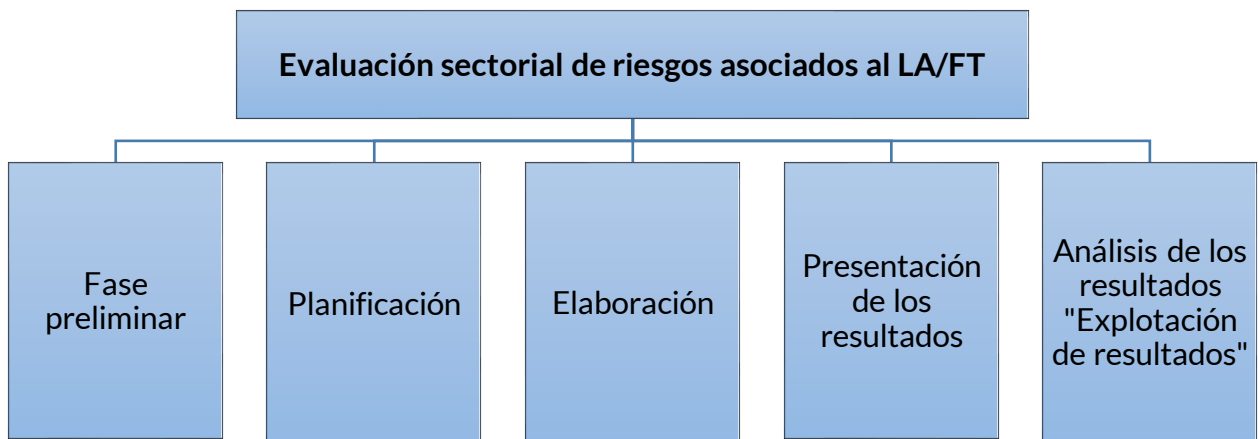 Evaluación sectorial de riesgos asociados al LA/FT
Fase
preliminar
Planificación
Elaboración
Presentación
de los
resultados
Análisis de los
resultados
"Explotación
de resultados"